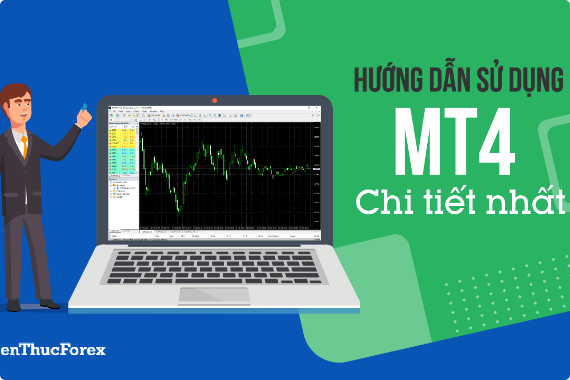 HƯỚNG DẪN SỬ DỤNG
MT4
Chi tiết nhất
enThucForex